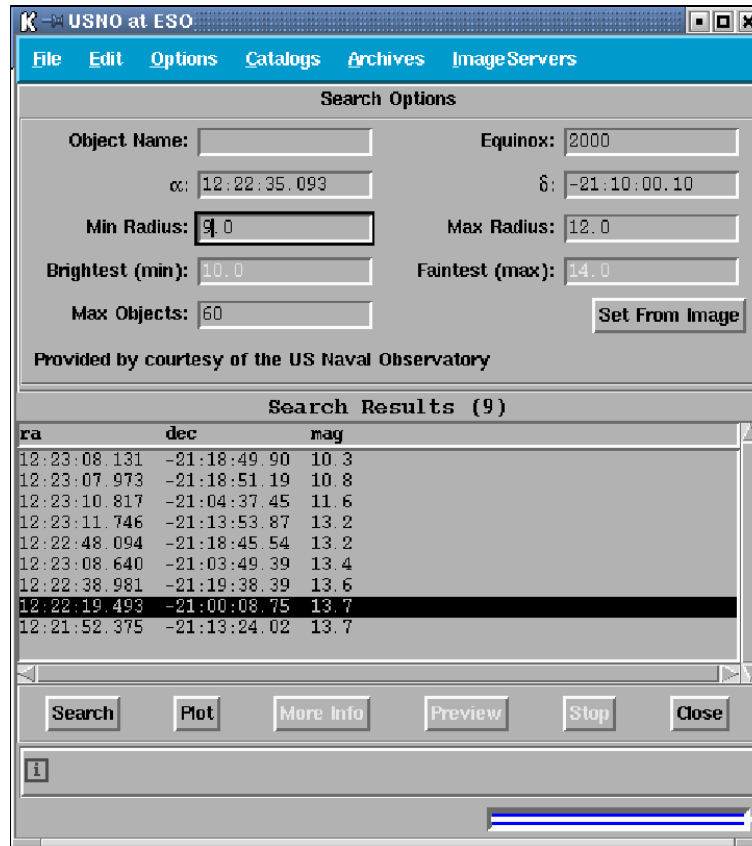 USNO at ESO
File Edit Options Catalogs Archives ImageServers
Search Options
Object Name: Equinox: 2000
α: 12:22:35.093 δ: -21:10:00.10
Min Radius: 9.0 Max Radius: 12.0
Brightest (min): 10.0 Faintest (max): 14.0
Max Objects: 60 Set From Image
Provided by courtesy of the US Naval Observatory
Search Results (9)
ra dec mag
12:23:08.131 -21:18:49.90 10.3
12:23:07.973 -21:18:51.19 10.8
12:23:10.817 -21:04:37.45 11.6
12:23:11.746 -21:13:53.87 13.2
12:22:48.094 -21:18:45.54 13.2
12:23:08.640 -21:03:49.39 13.4
12:22:38.981 -21:19:38.39 13.6
12:22:19.493 -21:00:08.75 13.7
12:21:52.375 -21:13:24.02 13.7
Search Plot More Info Preview Stop Close
i